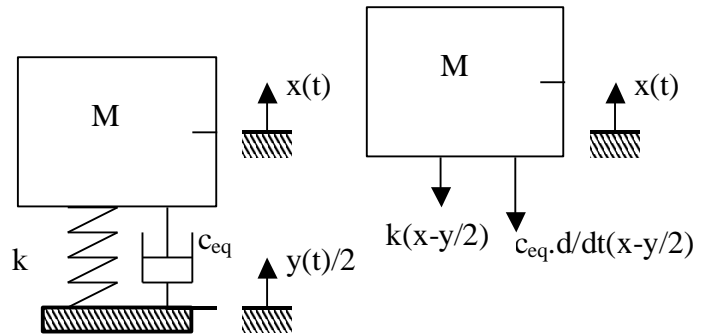 M
x(t)
k
c_eq
y(t)/2
M
x(t)
k(x-y/2)
c_eq.d/dt(x-y/2)